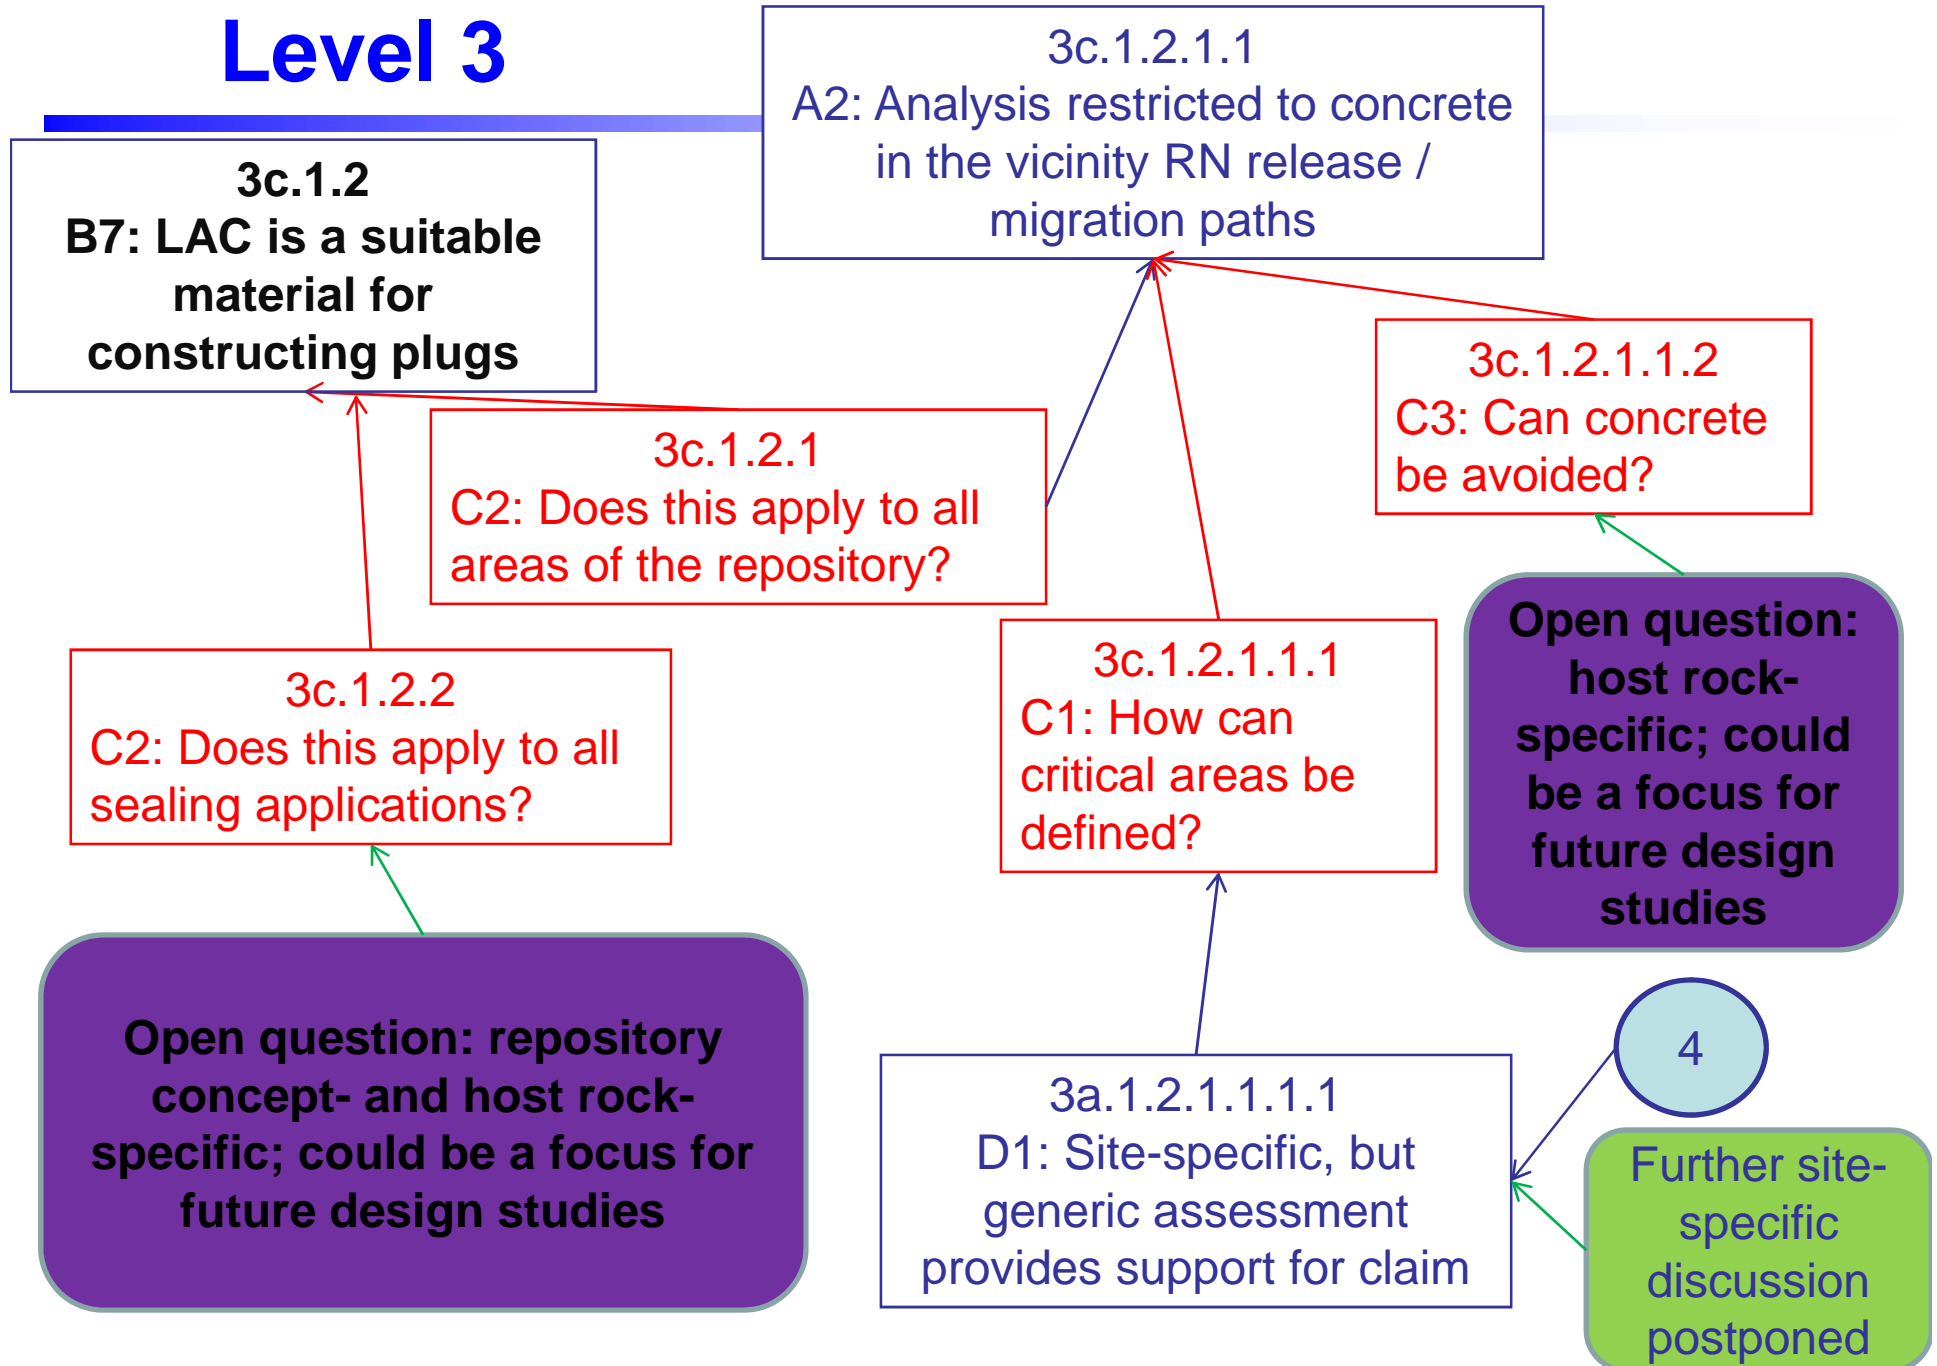 Level 3
3c.1.2.1.1
A2: Analysis restricted to concrete
in the vicinity RN release /
migration paths
3c.1.2
B7: LAC is a suitable
material for
constructing plugs
3c.1.2.1.1.2
C3: Can concrete
be avoided?
3c.1.2.1
C2: Does this apply to all
areas of the repository?
3c.1.2.2
C2: Does this apply to all
sealing applications?
3c.1.2.1.1.1
C1: How can
critical areas be
defined?
Open question:
host rock-
specific; could
be a focus for
future design
studies
Open question: repository
concept- and host rock-
specific; could be a focus for
future design studies
3a.1.2.1.1.1.1
D1: Site-specific, but
generic assessment
provides support for claim
4
Further site-
specific
discussion
postponed